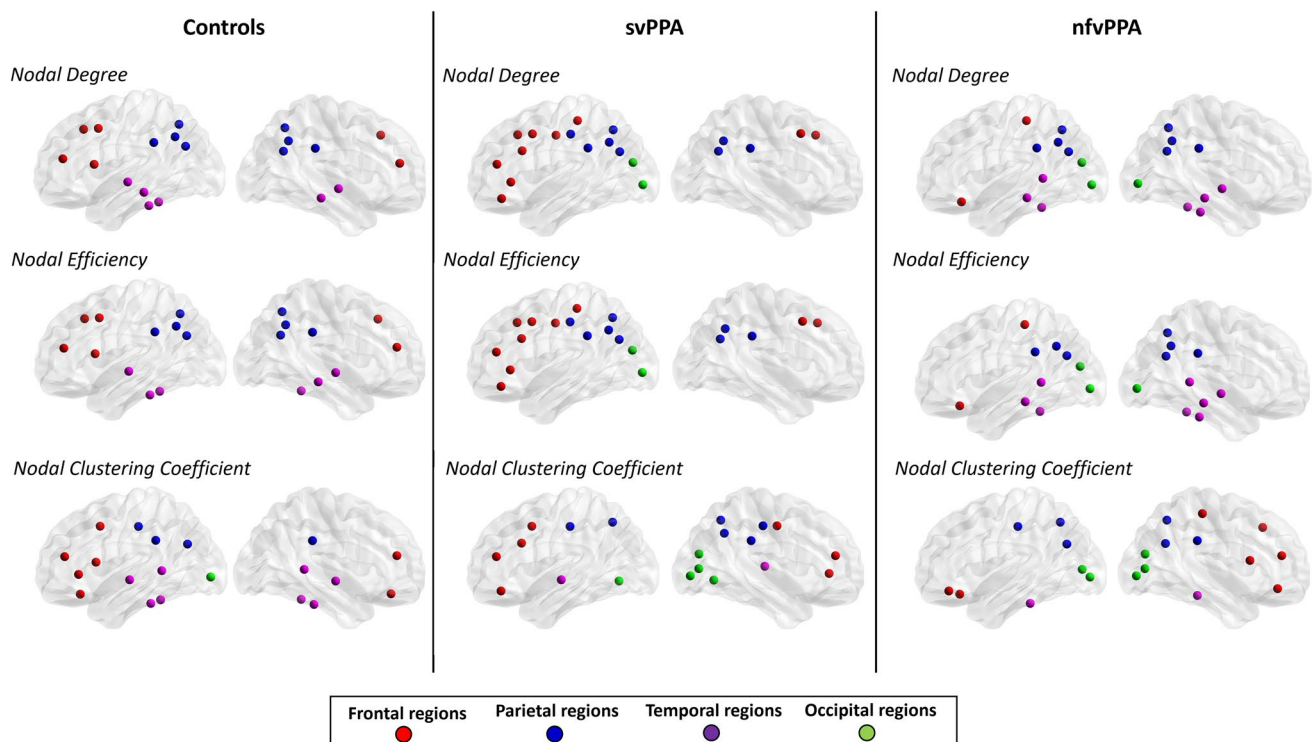 Controls
svPPA
nfvPPA
Nodal Degree
Nodal Degree
Nodal Degree
Nodal Efficiency
Nodal Efficiency
Nodal Efficiency
Nodal Clustering Coefficient
Nodal Clustering Coefficient
Nodal Clustering Coefficient
Frontal regions
Parietal regions
Temporal regions
Occipital regions